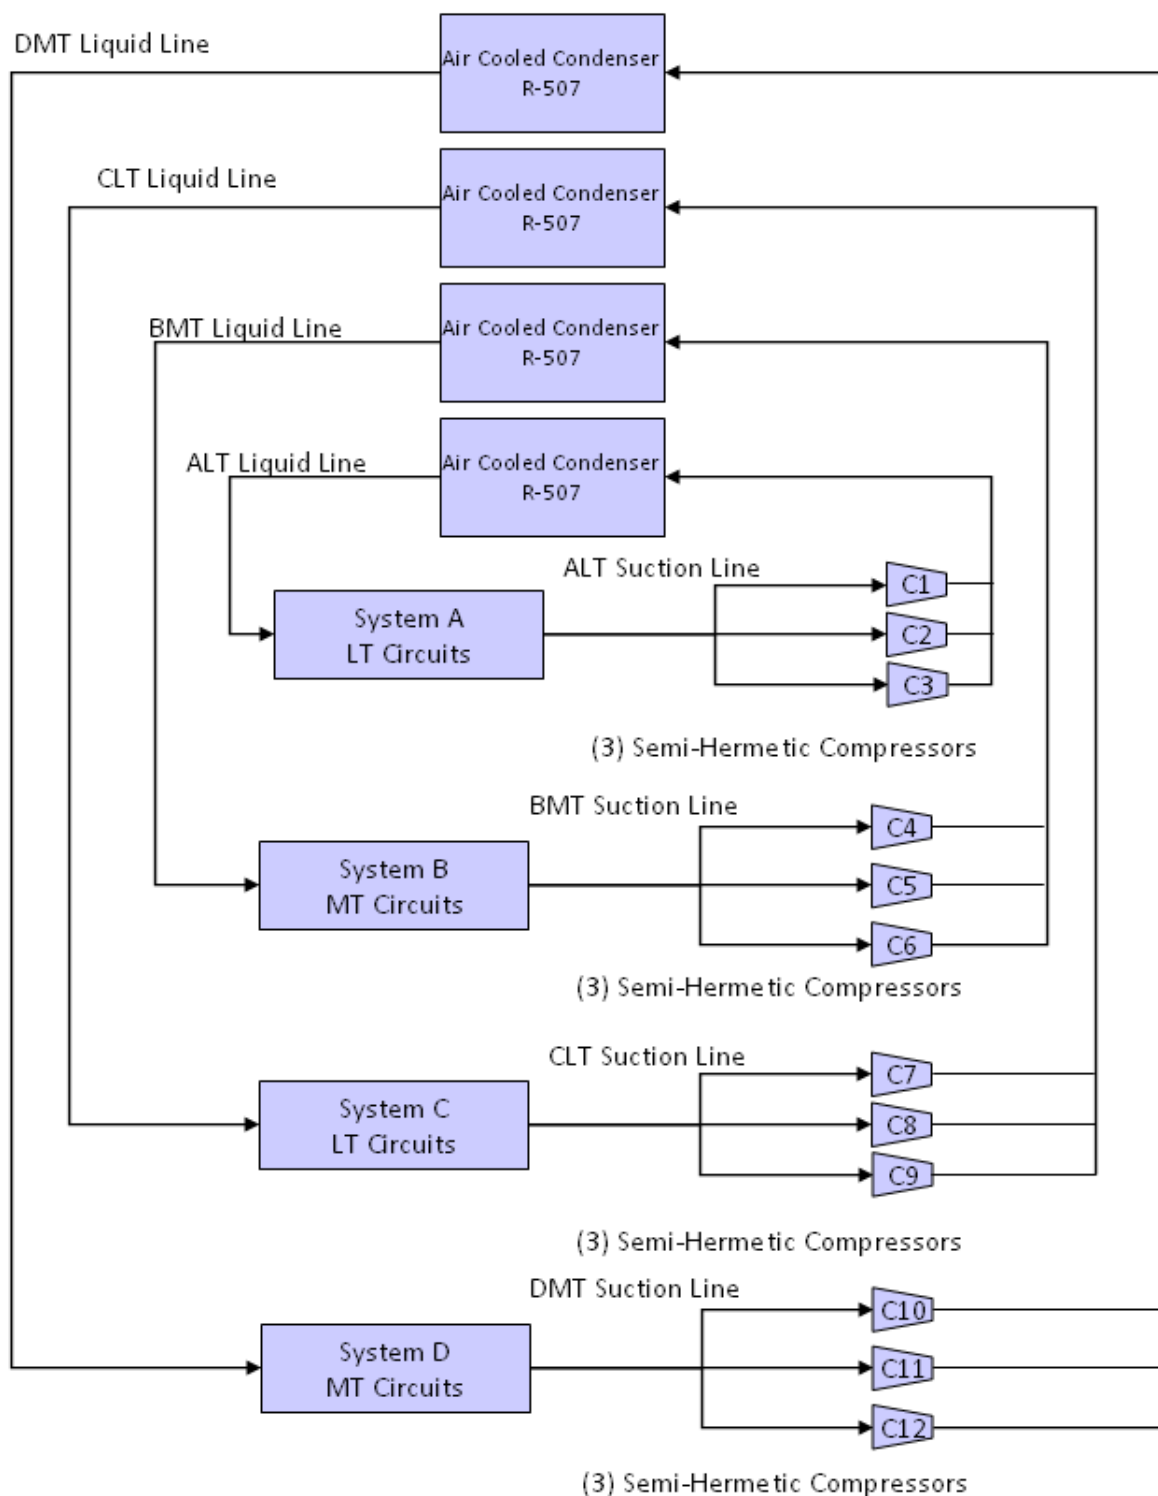 DMT Liquid Line
Air Cooled Condenser
R-507
CLT Liquid Line
Air Cooled Condenser
R-507
BMT Liquid Line
Air Cooled Condenser
R-507
ALT Liquid Line
Air Cooled Condenser
R-507
ALT Suction Line
C1
System A
LT Circuits
C2
C3
(3) Semi-Hermetic Compressors
BMT Suction Line
C4
System B
MT Circuits
C5
C6
(3) Semi-Hermetic Compressors
CLT Suction Line
C7
System C
LT Circuits
C8
C9
(3) Semi-Hermetic Compressors
DMT Suction Line
C10
System D
MT Circuits
C11
C12
(3) Semi-Hermetic Compressors